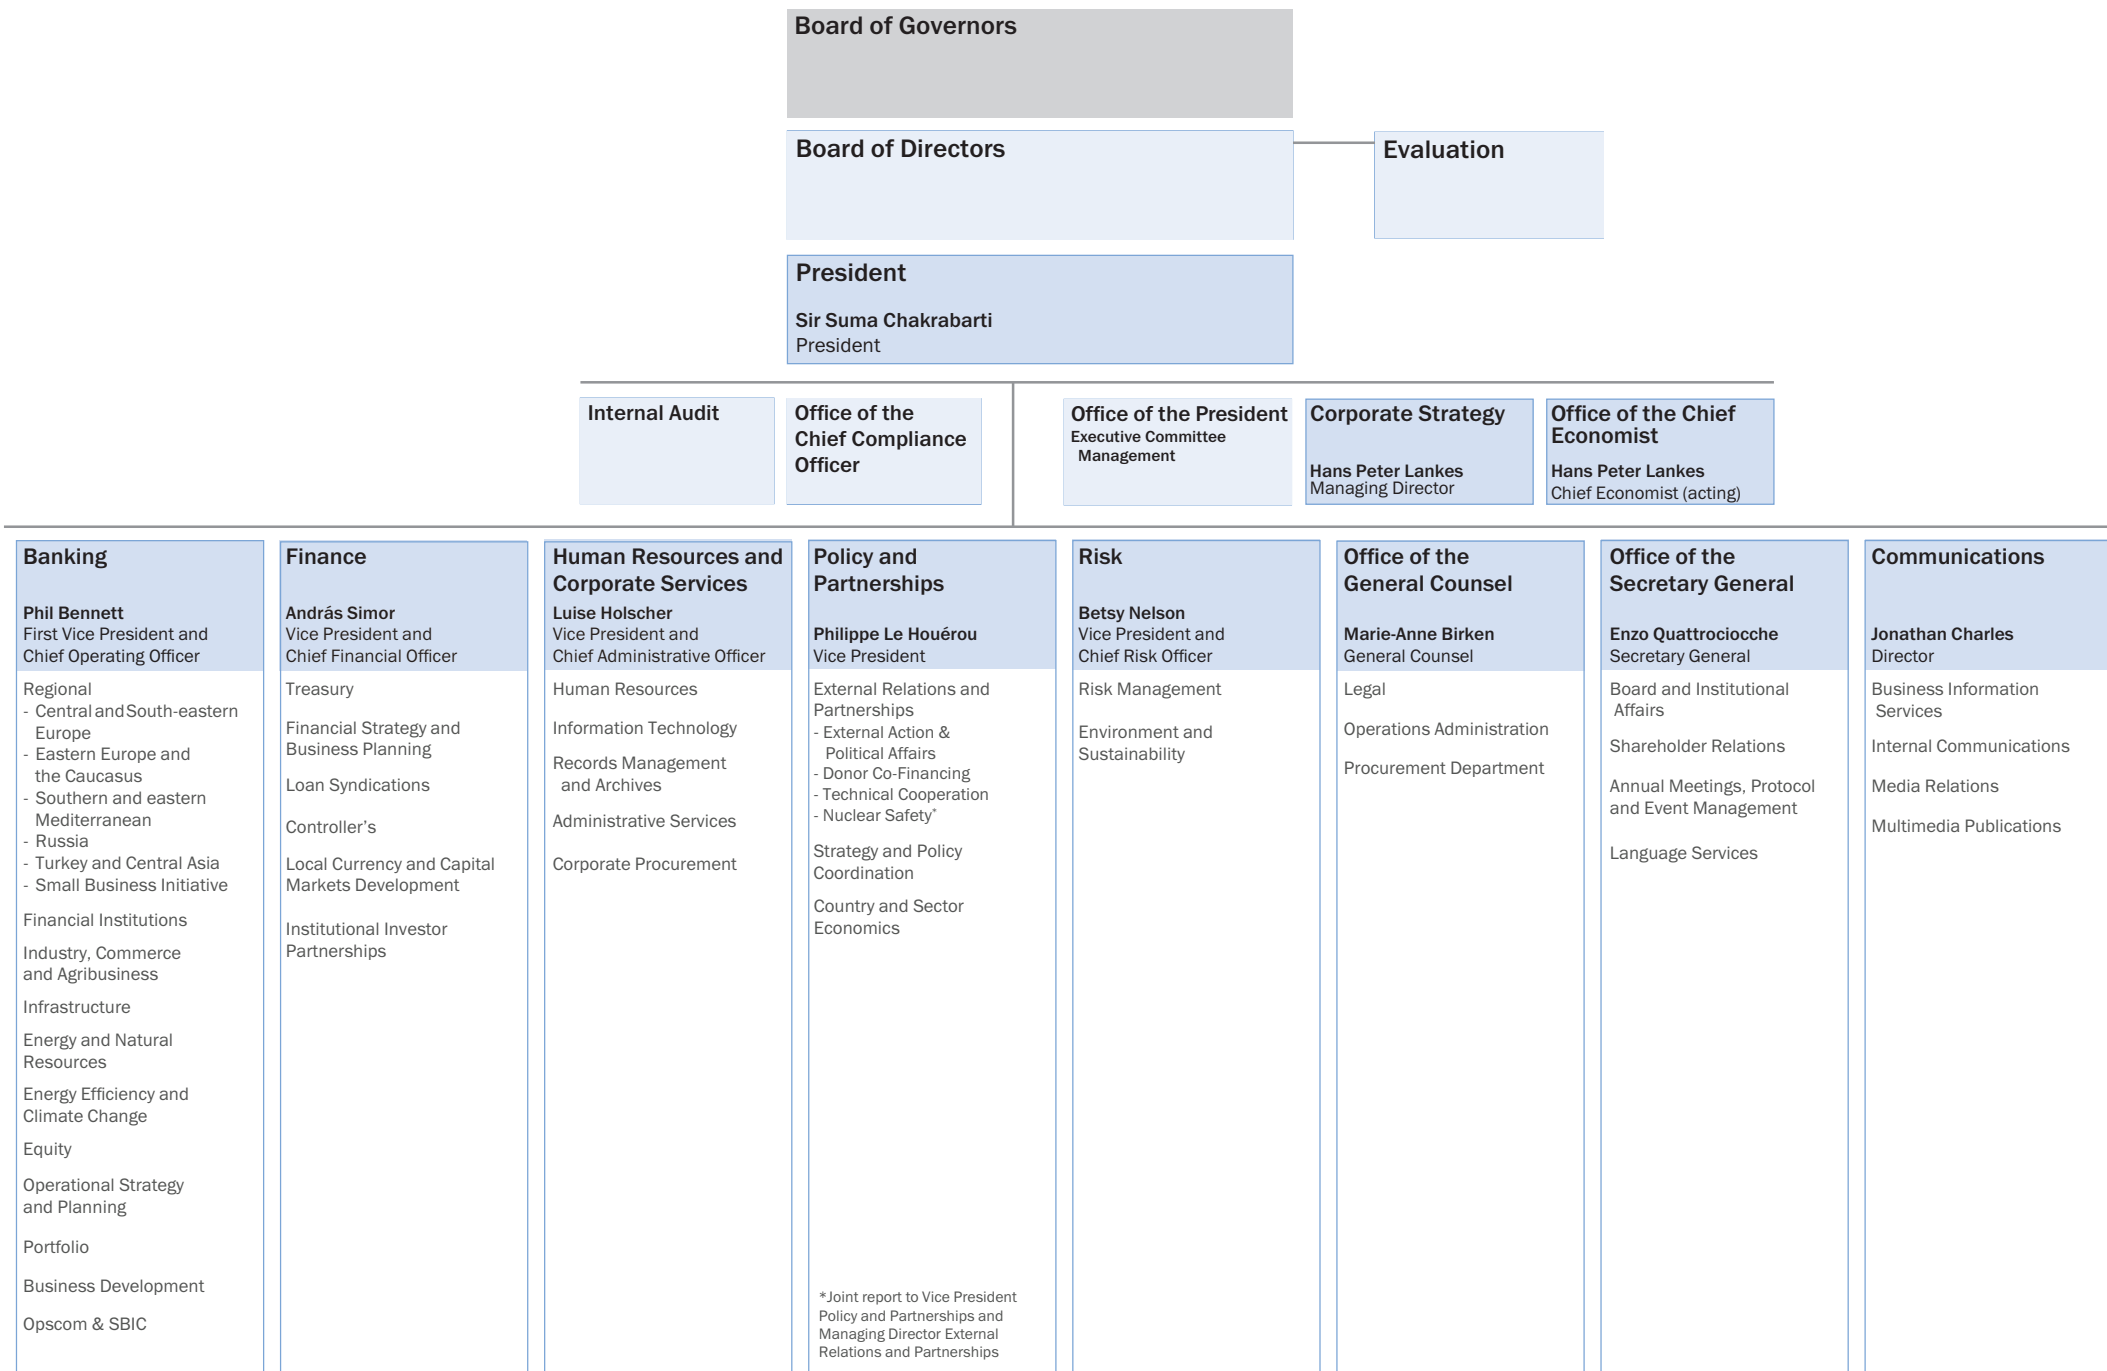 Board of Governors
Board of Directors
Evaluation
President
Sir Suma Chakrabarti
President
Internal Audit
Office of the
Chief Compliance
Officer
Office of the President
Executive Committee
Management
Corporate Strategy
Hans Peter Lankes
Managing Director
Office of the Chief
Economist
Hans Peter Lankes
Chief Economist (acting)
Banking
Phil Bennett
First Vice President and
Chief Operating Officer
Regional
- Central and South-eastern
Europe
- Eastern Europe and
the Caucasus
- Southern and eastern
Mediterranean
- Russia
- Turkey and Central Asia
- Small Business Initiative
Financial Institutions
Industry, Commerce
and Agribusiness
Infrastructure
Energy and Natural
Resources
Energy Efficiency and
Climate Change
Equity
Operational Strategy
and Planning
Portfolio
Business Development
Opscom & SBIC
Finance
András Simor
Vice President and
Chief Financial Officer
Treasury
Financial Strategy and
Business Planning
Loan Syndications
Controller's
Local Currency and Capital
Markets Development
Institutional Investor
Partnerships
Human Resources and
Corporate Services
Luise Holscher
Vice President and
Chief Administrative Officer
Human Resources
Information Technology
Records Management
and Archives
Administrative Services
Corporate Procurement
Policy and
Partnerships
Philippe Le Houérou
Vice President
External Relations and
Partnerships
- External Action &
Political Affairs
- Donor Co-Financing
- Technical Cooperation
- Nuclear Safety*
Strategy and Policy
Coordination
Country and Sector
Economics
*Joint report to Vice President
Policy and Partnerships and
Managing Director External
Relations and Partnerships
Risk
Betsy Nelson
Vice President and
Chief Risk Officer
Risk Management
Environment and
Sustainability
Office of the
General Counsel
Marie-Anne Birken
General Counsel
Legal
Operations Administration
Procurement Department
Office of the
Secretary General
Enzo Quattrociocche
Secretary General
Board and Institutional
Affairs
Shareholder Relations
Annual Meetings, Protocol
and Event Management
Language Services
Communications
Jonathan Charles
Director
Business Information
Services
Internal Communications
Media Relations
Multimedia Publications